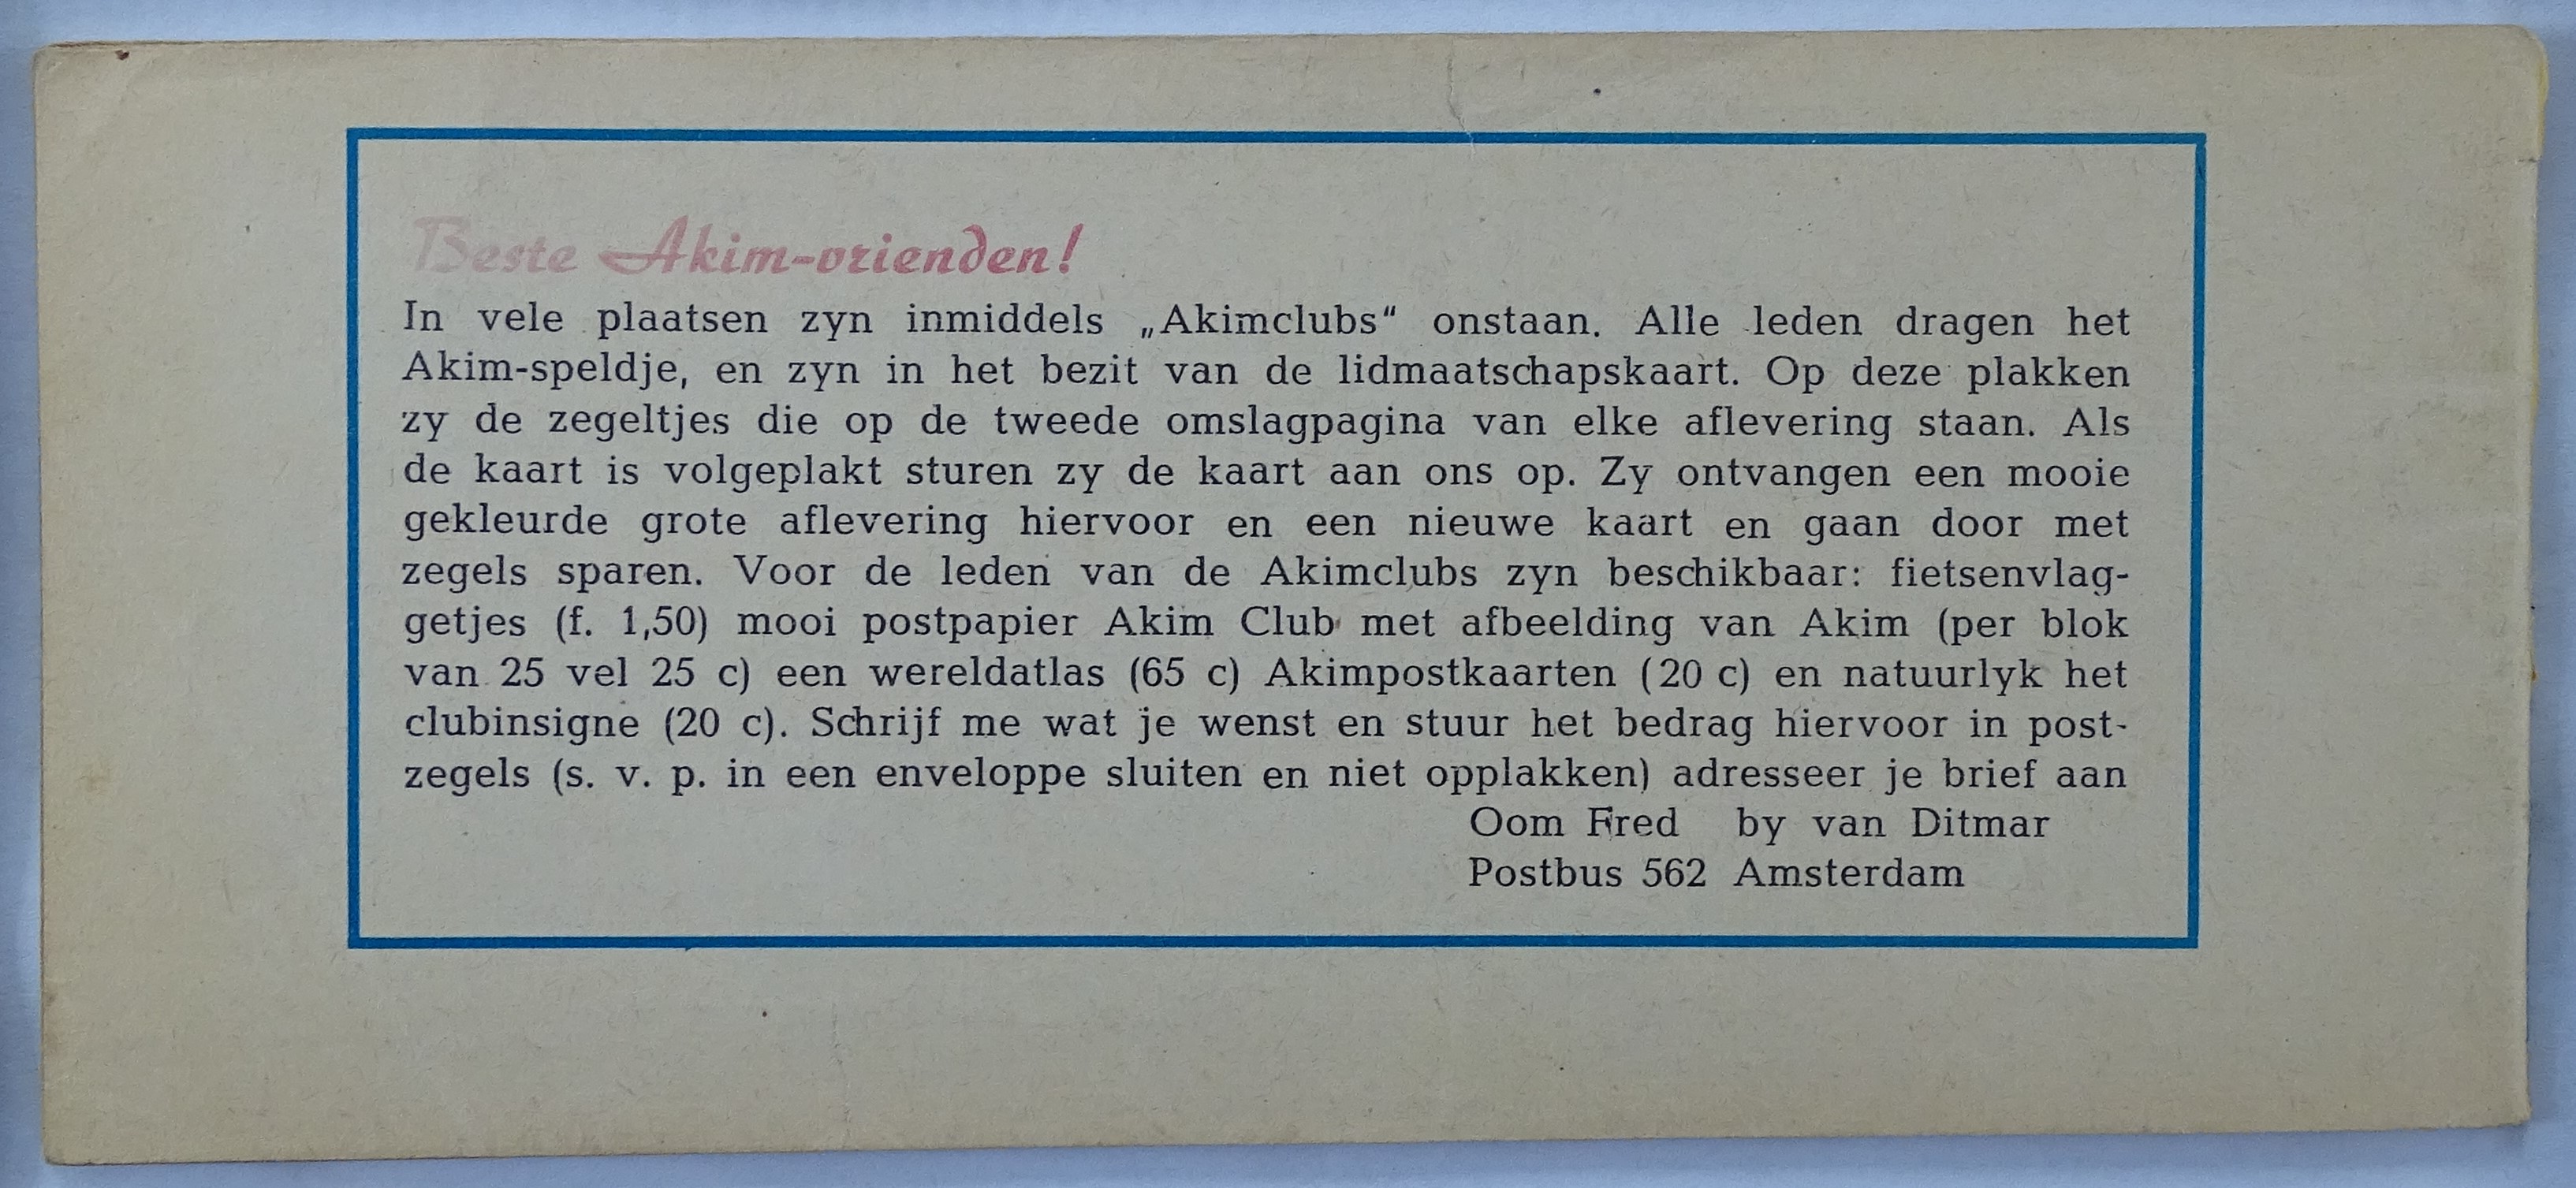 Beste Akim-vrienden!
In vele plaatsen zyn inmiddels „Akimclubs“ onstaan. Alle leden dragen het
Akim-speldje, en zyn in het bezit van de lidmaatschapskaart. Op deze plakken
zy de zegeltjes die op de tweede omslagpagina van elke aflevering staan. Als
de kaart is volgeplakt sturen zy de kaart aan ons op. Zy ontvangen een mooie
gekleurde grote aflevering hiervoor en een nieuwe kaart en gaan door met
zegels sparen. Voor de leden van de Akimclubs zyn beschikbaar: fietsenvlag-
getjes (f. 1,50) mooi postpapier Akim Club met afbeelding van Akim (per blok
van 25 vel 25 c) een wereldatlas (65 c) Akimpostkaarten (20 c) en natuurlyk het
clubinsigne (20 c). Schrijf me wat je wenst en stuur het bedrag hiervoor in post-
zegels (s. v. p. in een enveloppe sluiten en niet opplakken) adresseer je brief aan
Oom Fred by van Ditmar
Postbus 562 Amsterdam